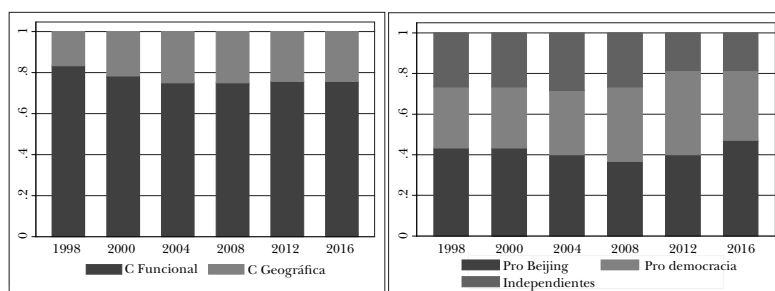 1
.8
.6
.4
.2
0
1998 2000 2004 2008 2012 2016
C Funcional C Geográfica
1
.8
.6
.4
.2
0
1998 2000 2004 2008 2012 2016
Pro Beijing Pro democracia
Independientes